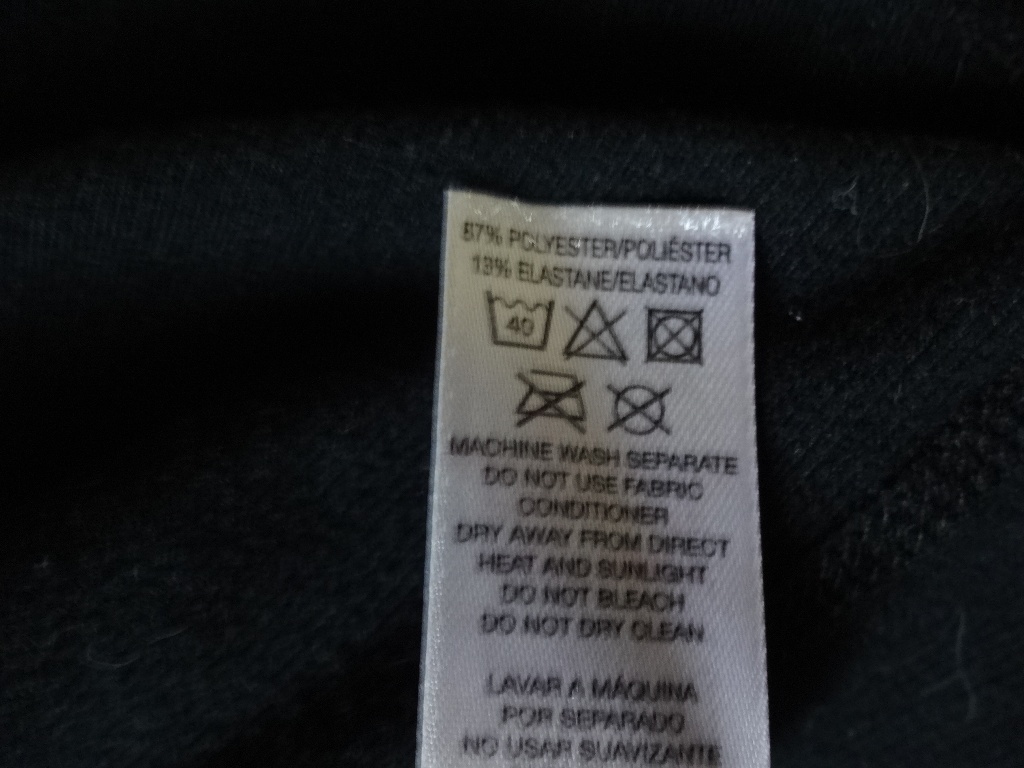 87% POLYESTER/POLIÉSTER
13% ELASTANE/ELASTANO
40
MACHINE WASH SEPARATE
DO NOT USE FABRIC
CONDITIONER
DRY AWAY FROM DIRECT
HEAT AND SUNLIGHT
DO NOT BLEACH
DO NOT DRY CLEAN
LAVAR A MÁQUINA
POR SEPARADO
NO USAR SUAVIZANTE